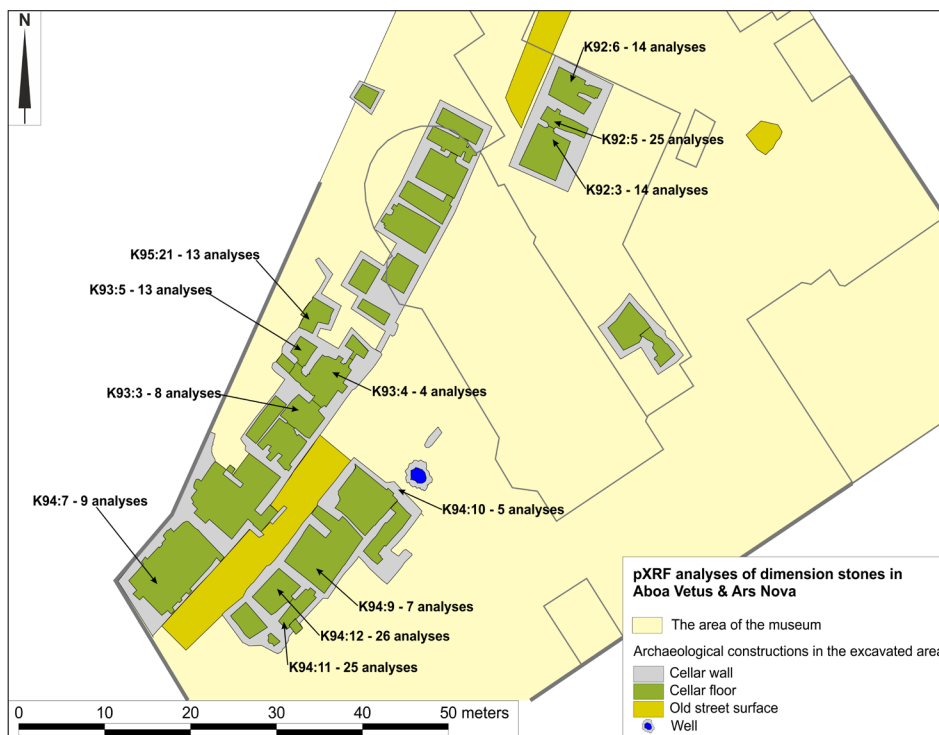 N
K92:6 - 14 analyses
K92:5 - 25 analyses
K92:3 - 14 analyses
K95:21 - 13 analyses
K93:5 - 13 analyses
K93:3 - 8 analyses
K93:4 - 4 analyses
K94:7 - 9 analyses
K94:10 - 5 analyses
K94:9 - 7 analyses
K94:12 - 26 analyses
K94:11 - 25 analyses
pXRF analyses of dimension stones in
Aboa Vetus & Ars Nova
The area of the museum
Archaeological constructions in the excavated area
Cellar wall
Cellar floor
Old street surface
Well
0 10 20 30 40 50 meters